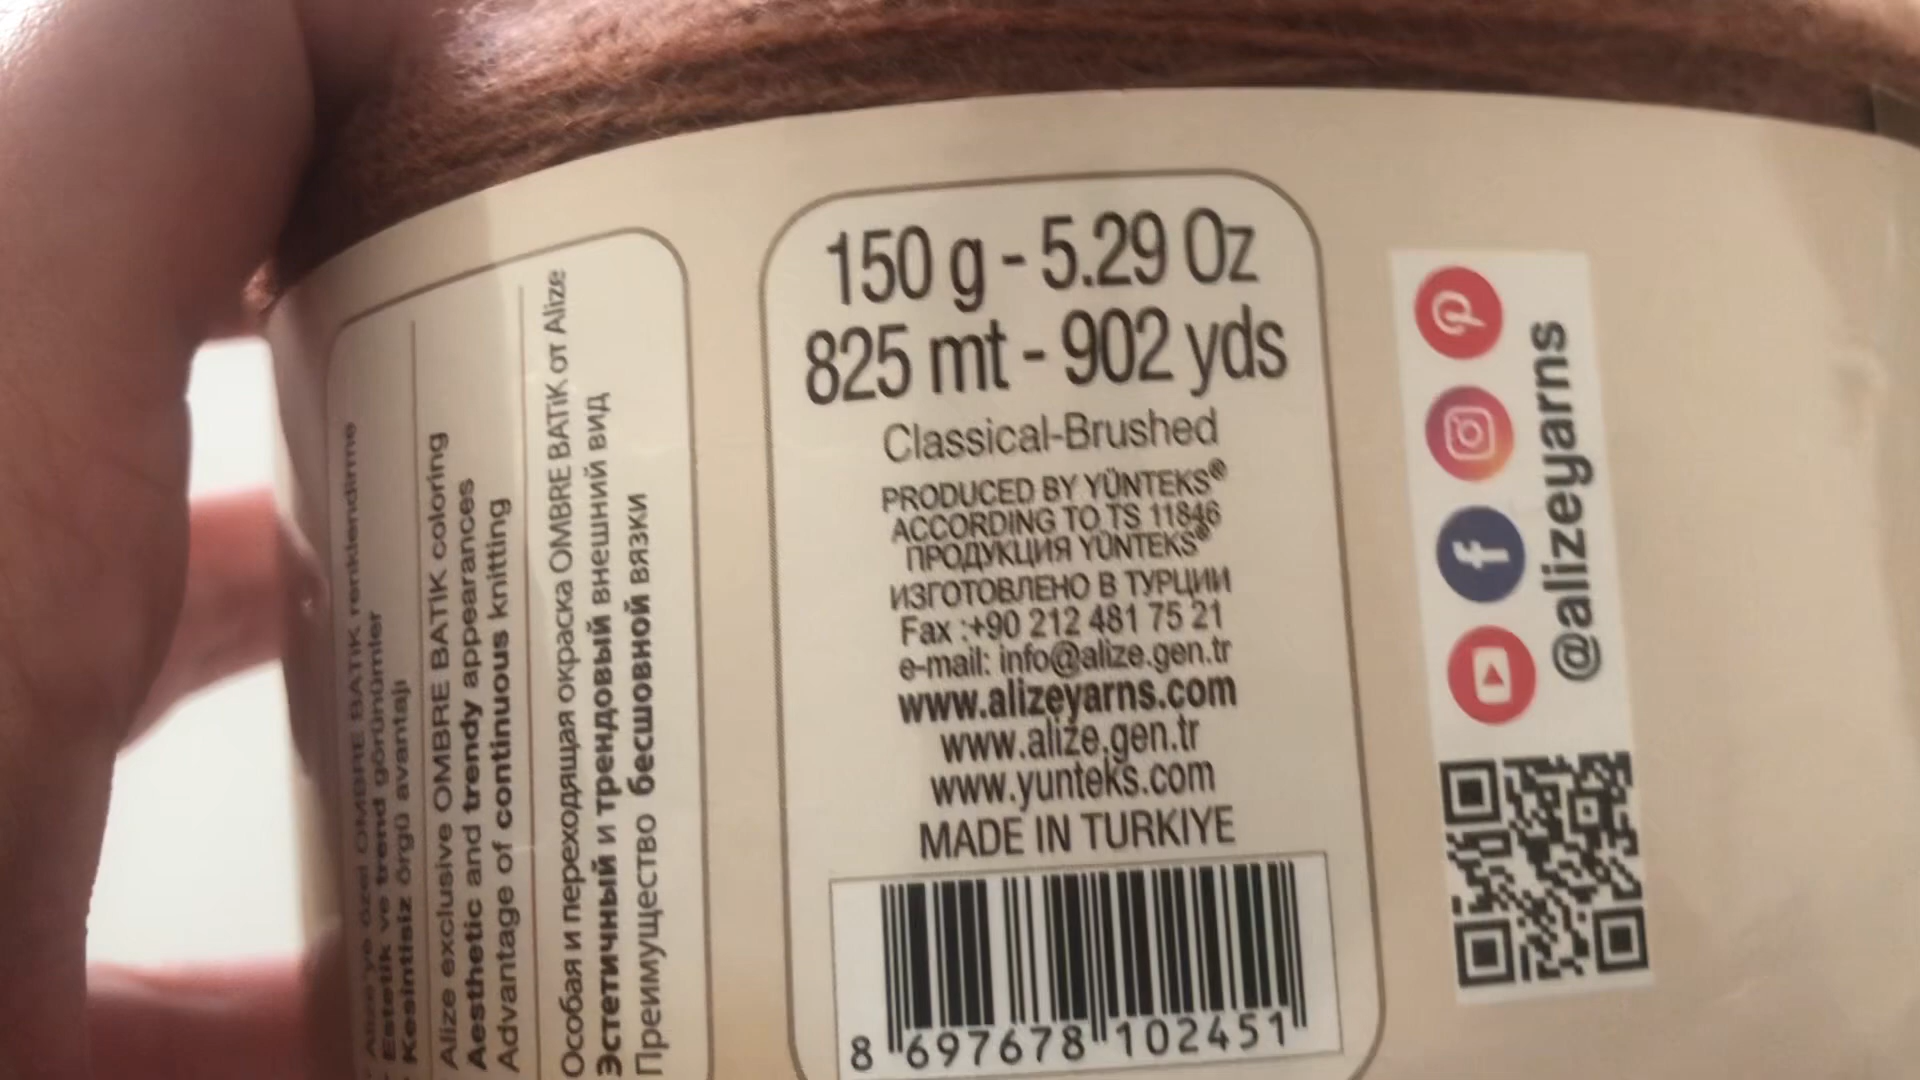 Alize'ye özel OMBRE BATİK renklendirme
Estetik ve trend görünümler
Kesintisiz örgü avantajı
Alize exclusive OMBRE BATIK coloring
Aesthetic and trendy appearances
Advantage of continuous knitting
Особая и переходящая окраска OMBRE BATiK от Alize
Эстетичный и трендовый внешний вид
Преимущество бесшовной вязки
150 g - 5.29 Oz
825 mt - 902 yds
Classical-Brushed
PRODUCED BY YÜNTEKS®
ACCORDING TO TS 11846
ПРОДУКЦИЯ YÜNTEKS®
ИЗГОТОВЛЕНО В ТУРЦИИ
Fax :+90 212 481 75 21
e-mail: info@alize.gen.tr
www.alizeyarns.com
www.alize.gen.tr
www.yunteks.com
MADE IN TURKIYE
8 697678 102451
@alizeyarns